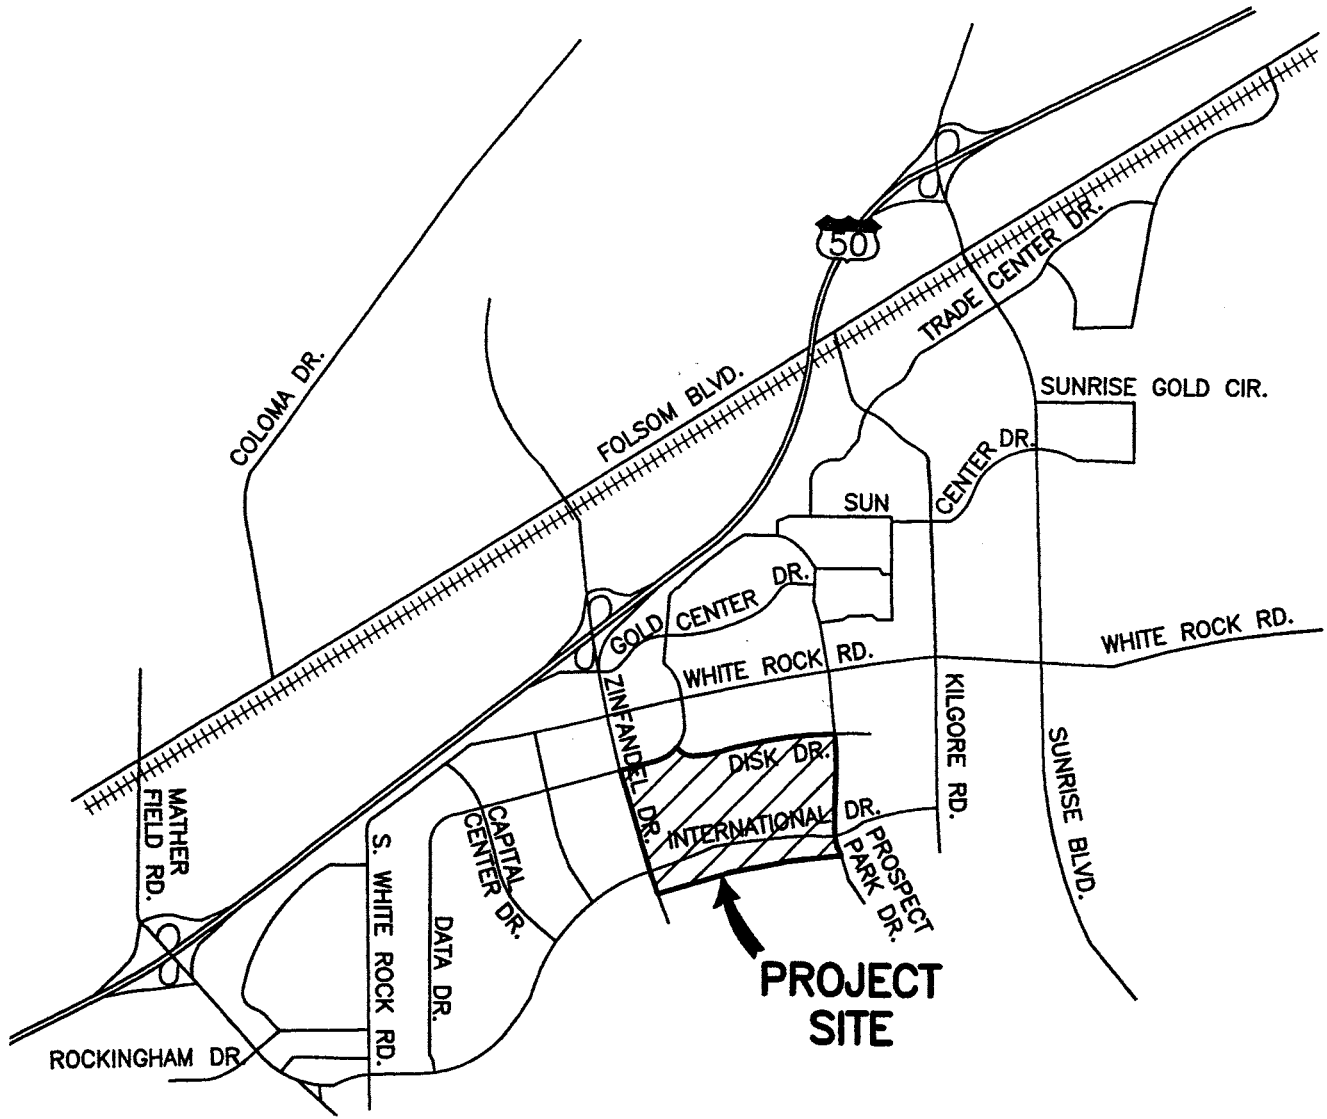 50
TRADE CENTER DR.
COLOMA DR.
FOLSOM BLVD.
SUNRISE GOLD CIR.
SUN CENTER DR.
GOLD CENTER DR.
WHITE ROCK RD.
WHITE ROCK RD.
ZINFANDEL DR.
KILGORE RD.
SUNRISE BLVD.
DISK DR.
INTERNATIONAL DR.
MATHER
FIELD RD.
CAPITAL
CENTER DR.
S. WHITE ROCK RD.
DATA DR.
PROSPECT
PARK DR.
PROJECT
SITE
ROCKINGHAM DR.